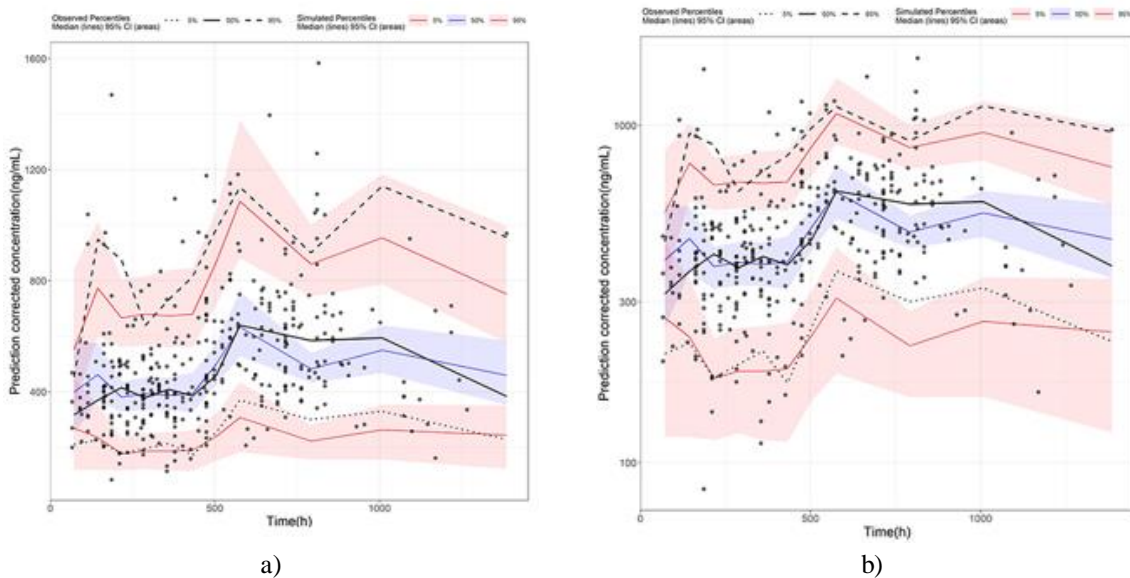 Observed Percentiles
Median (lines) 95% CI (areas)
5% 50% 95%
Simulated Percentiles
Median (lines) 95% CI (areas)
5% 50% 95%
Prediction corrected concentration(ng/mL)
1600
1200
800
400
0 500 1000
Time(h)
a)
Observed Percentiles
Median (lines) 95% CI (areas)
5% 50% 95%
Simulated Percentiles
Median (lines) 95% CI (areas)
5% 50% 95%
b)
Prediction corrected concentration(ng/mL)
1000
300
100
0 500 1000
Time(h)
b)